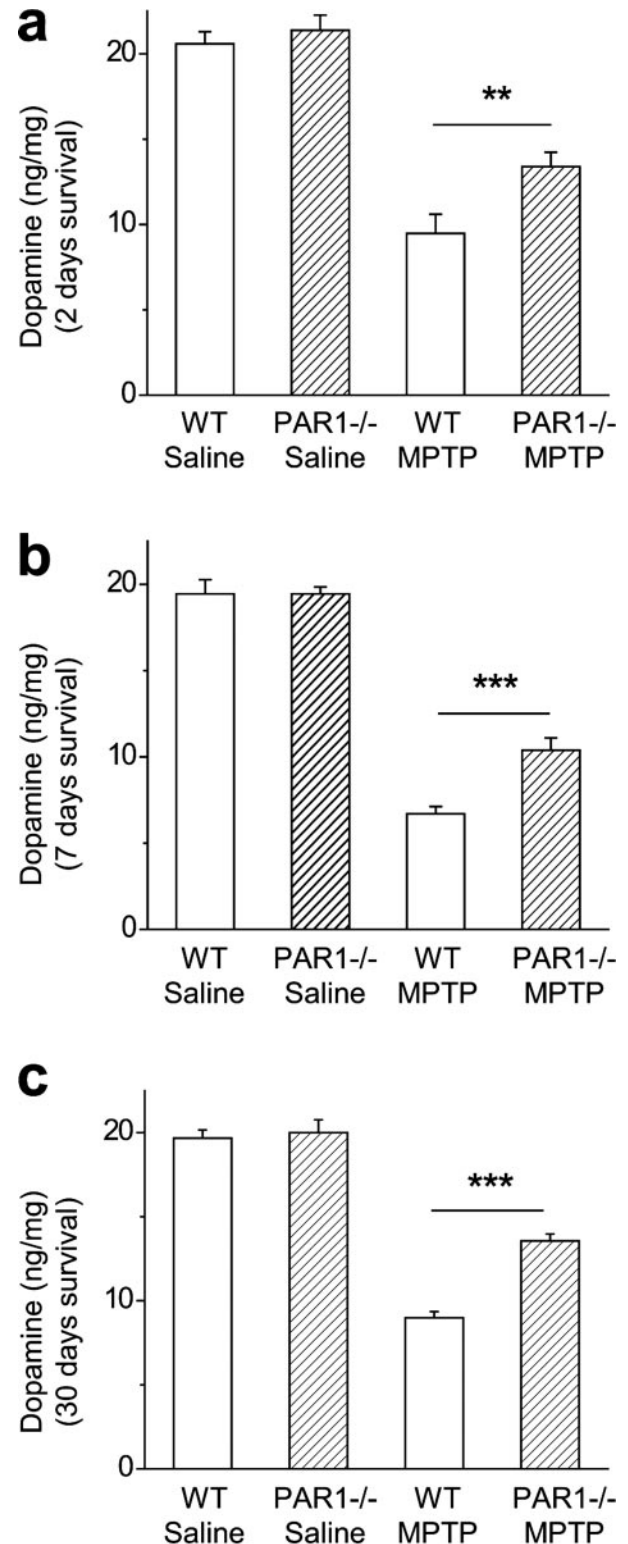 a
Dopamine (ng/mg)
(2 days survival)
20
10
0
**
WT
Saline
PAR1-/-
Saline
WT
MPTP
PAR1-/-
MPTP
b
Dopamine (ng/mg)
(7 days survival)
20
10
0
***
WT
Saline
PAR1-/-
Saline
WT
MPTP
PAR1-/-
MPTP
c
Dopamine (ng/mg)
(30 days survival)
20
10
0
***
WT
Saline
PAR1-/-
Saline
WT
MPTP
PAR1-/-
MPTP